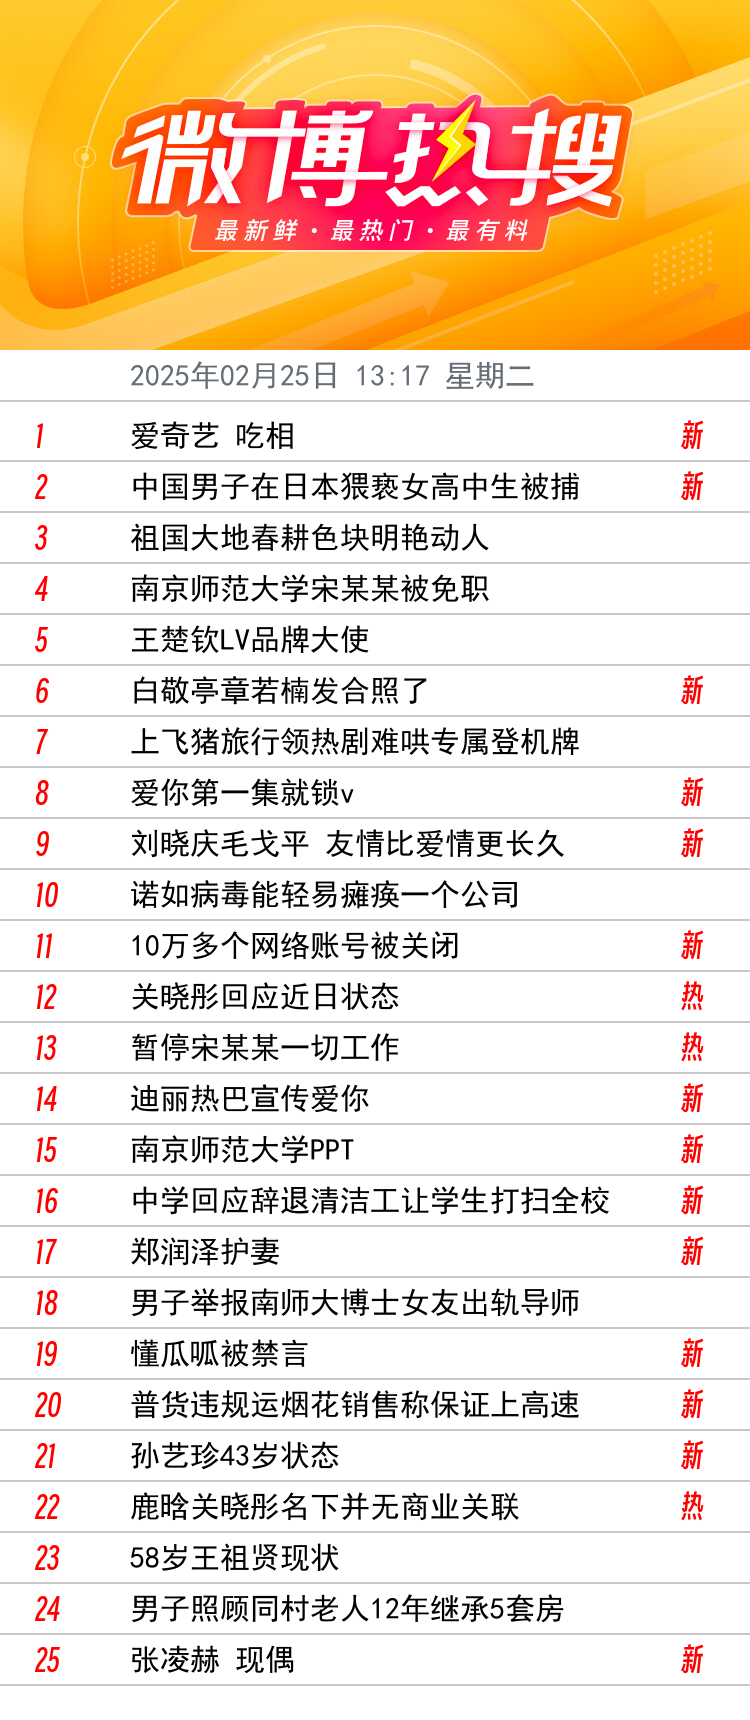 微博热搜
最新鲜·最热门·最有料
2025年02月25日 13:17 星期二
1 爱奇艺 吃相 新
2 中国男子在日本猥亵女高中生被捕 新
3 祖国大地春耕色块明艳动人
4 南京师范大学宋某某被免职
5 王楚钦LV品牌大使
6 白敬亭章若楠发合照了 新
7 上飞猪旅行领热剧难哄专属登机牌
8 爱你第一集就锁v 新
9 刘晓庆毛戈平 友情比爱情更长久 新
10 诺如病毒能轻易瘫痪一个公司
11 10万多个网络账号被关闭 新
12 关晓彤回应近日状态 热
13 暂停宋某某一切工作 热
14 迪丽热巴宣传爱你 新
15 南京师范大学PPT 新
16 中学回应辞退清洁工让学生打扫全校 新
17 郑润泽护妻 新
18 男子举报南师大博士女友出轨导师
19 懂瓜呱被禁言 新
20 普货违规运烟花销售称保证上高速 新
21 孙艺珍43岁状态 新
22 鹿晗关晓彤名下并无商业关联 热
23 58岁王祖贤现状
24 男子照顾同村老人12年继承5套房
25 张凌赫 现偶 新